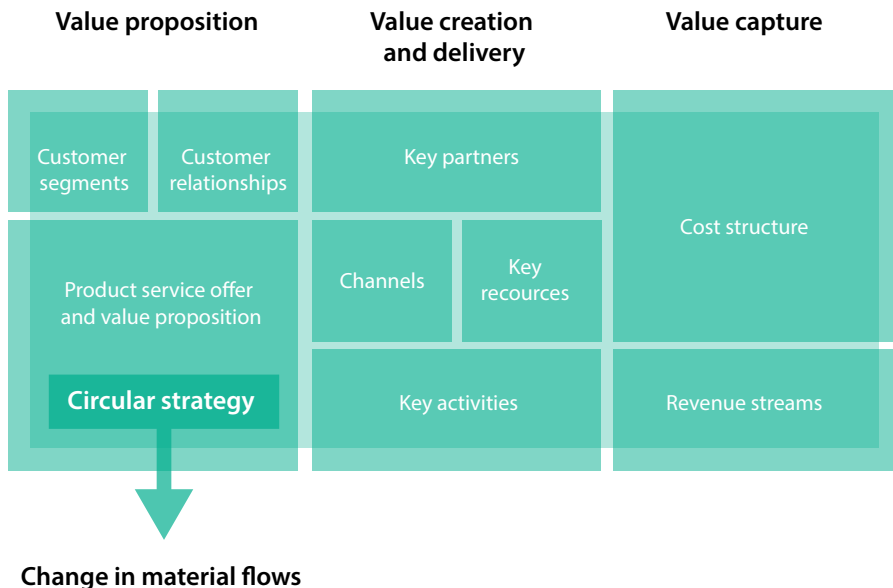 Value proposition
Value creation
and delivery
Value capture
Customer
segments
Customer
relationships
Key partners
Cost structure
Product service offer
and value proposition
Channels
Key
recources
Circular strategy
Key activities
Revenue streams
Change in material flows